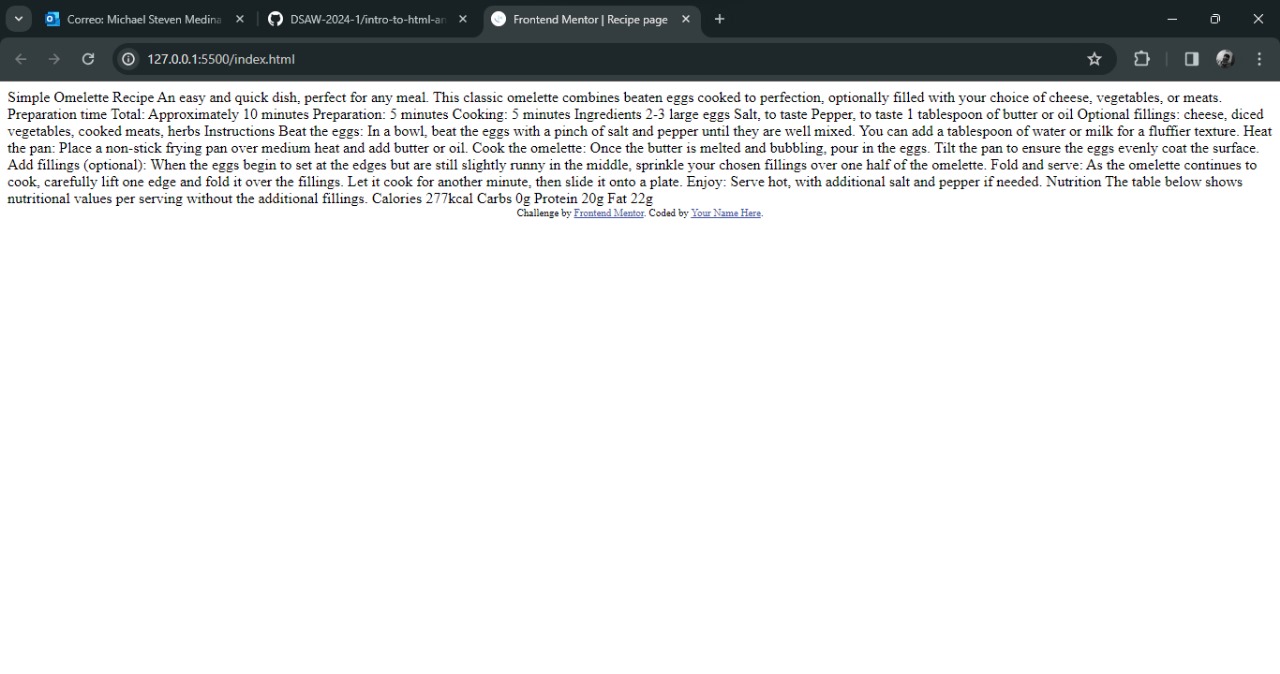 Correo: Michael Steven Medina
DSAW-2024-1/intro-to-html-an
Frontend Mentor | Recipe page
127.0.0.1:5500/index.html
Simple Omelette Recipe An easy and quick dish, perfect for any meal. This classic omelette combines beaten eggs cooked to perfection, optionally filled with your choice of cheese, vegetables, or meats.
Preparation time Total: Approximately 10 minutes Preparation: 5 minutes Cooking: 5 minutes Ingredients 2-3 large eggs Salt, to taste Pepper, to taste 1 tablespoon of butter or oil Optional fillings: cheese, diced
vegetables, cooked meats, herbs Instructions Beat the eggs: In a bowl, beat the eggs with a pinch of salt and pepper until they are well mixed. You can add a tablespoon of water or milk for a fluffier texture. Heat
the pan: Place a non-stick frying pan over medium heat and add butter or oil. Cook the omelette: Once the butter is melted and bubbling, pour in the eggs. Tilt the pan to ensure the eggs evenly coat the surface.
Add fillings (optional): When the eggs begin to set at the edges but are still slightly runny in the middle, sprinkle your chosen fillings over one half of the omelette. Fold and serve: As the omelette continues to
cook, carefully lift one edge and fold it over the fillings. Let it cook for another minute, then slide it onto a plate. Enjoy: Serve hot, with additional salt and pepper if needed. Nutrition The table below shows
nutritional values per serving without the additional fillings. Calories 277kcal Carbs 0g Protein 20g Fat 22g
Challenge by Frontend Mentor. Coded by Your Name Here.